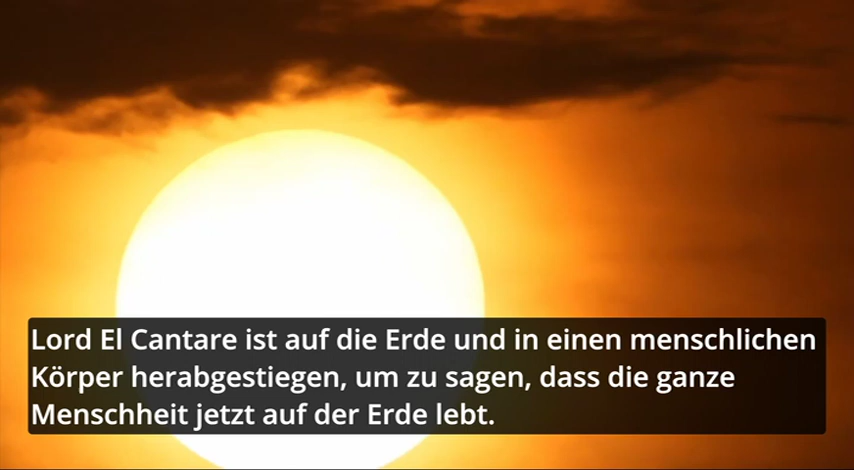 Lord El Cantare ist auf die Erde und in einen menschlichen
Körper herabgestiegen, um zu sagen, dass die ganze
Menschheit jetzt auf der Erde lebt.